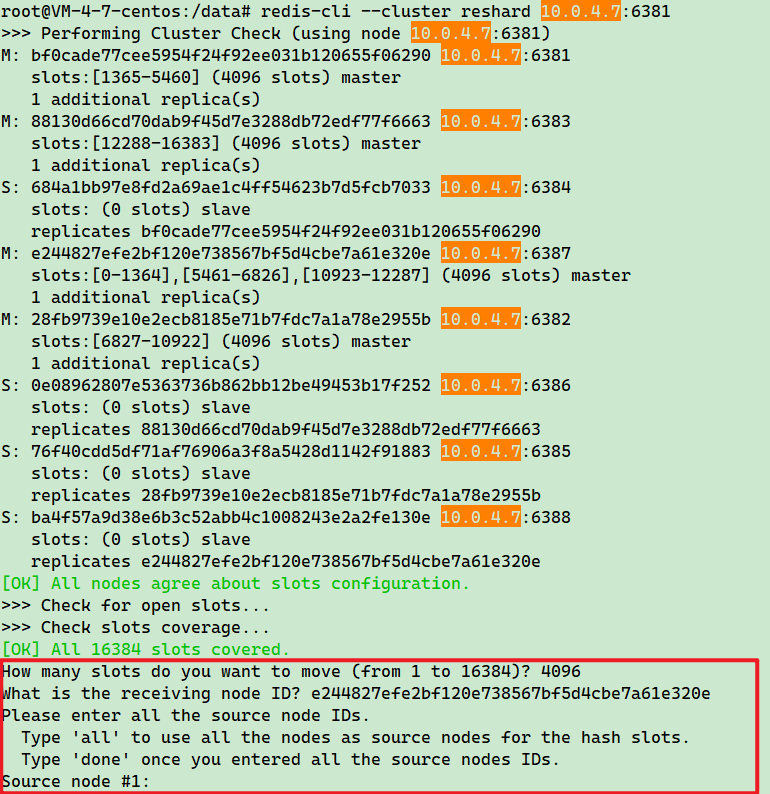 root@VM-4-7-centos:/data# redis-cli --cluster reshard 10.0.4.7:6381
>>> Performing Cluster Check (using node 10.0.4.7:6381)
M: bf0cade77cee5954f24f92ee031b120655f06290 10.0.4.7:6381
   slots:[1365-5460] (4096 slots) master
   1 additional replica(s)
M: 88130d66cd70dab9f45d7e3288db72edf77f6663 10.0.4.7:6383
   slots:[12288-16383] (4096 slots) master
   1 additional replica(s)
S: 684a1bb97e8fd2a69ae1c4ff54623b7d5fcb7033 10.0.4.7:6384
   slots: (0 slots) slave
   replicates bf0cade77cee5954f24f92ee031b120655f06290
M: e244827efe2bf120e738567bf5d4cbe7a61e320e 10.0.4.7:6387
   slots:[0-1364],[5461-6826],[10923-12287] (4096 slots) master
   1 additional replica(s)
M: 28fb9739e10e2ecb8185e71b7fdc7a1a78e2955b 10.0.4.7:6382
   slots:[6827-10922] (4096 slots) master
   1 additional replica(s)
S: 0e08962807e5363736b862bb12be49453b17f252 10.0.4.7:6386
   slots: (0 slots) slave
   replicates 88130d66cd70dab9f45d7e3288db72edf77f6663
S: 76f40cdd5df71af76906a3f8a5428d1142f91883 10.0.4.7:6385
   slots: (0 slots) slave
   replicates 28fb9739e10e2ecb8185e71b7fdc7a1a78e2955b
S: ba4f57a9d38e6b3c52abb4c1008243e2a2fe130e 10.0.4.7:6388
   slots: (0 slots) slave
   replicates e244827efe2bf120e738567bf5d4cbe7a61e320e
[OK] All nodes agree about slots configuration.
>>> Check for open slots...
>>> Check slots coverage...
[OK] All 16384 slots covered.
How many slots do you want to move (from 1 to 16384)? 4096
What is the receiving node ID? e244827efe2bf120e738567bf5d4cbe7a61e320e
Please enter all the source node IDs.
  Type 'all' to use all the nodes as source nodes for the hash slots.
  Type 'done' once you entered all the source nodes IDs.
Source node #1: